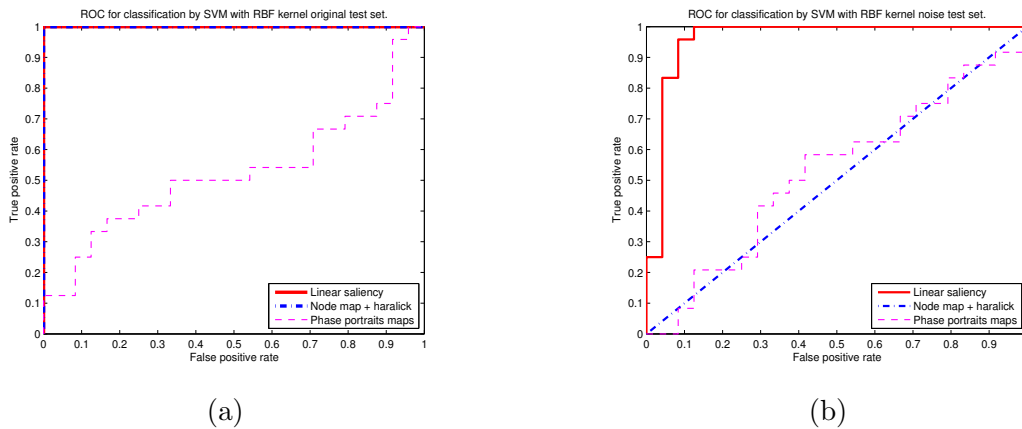 ROC for classification by SVM with RBF kernel original test set.
1
0.9
0.8
0.7
0.6
0.5
0.4
0.3
0.2
0.1
0
True positive rate
0 0.1 0.2 0.3 0.4 0.5 0.6 0.7 0.8 0.9 1
False positive rate
Linear saliency
Node map + haralick
Phase portraits maps
(a)
ROC for classification by SVM with RBF kernel noise test set.
1
0.9
0.8
0.7
0.6
0.5
0.4
0.3
0.2
0.1
0
True positive rate
0 0.1 0.2 0.3 0.4 0.5 0.6 0.7 0.8 0.9
False positive rate
Linear saliency
Node map + haralick
Phase portraits maps
(b)